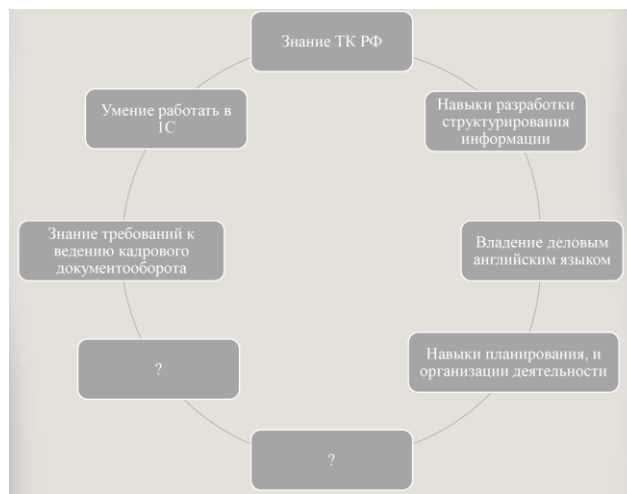 Знание ТК РФ
Навыки разработки
структурирования
информации
Владение деловым
английским языком
Навыки планирования, и
организации деятельности
?
?
Знание требований к
ведению кадрового
документооборота
Умение работать в
1С